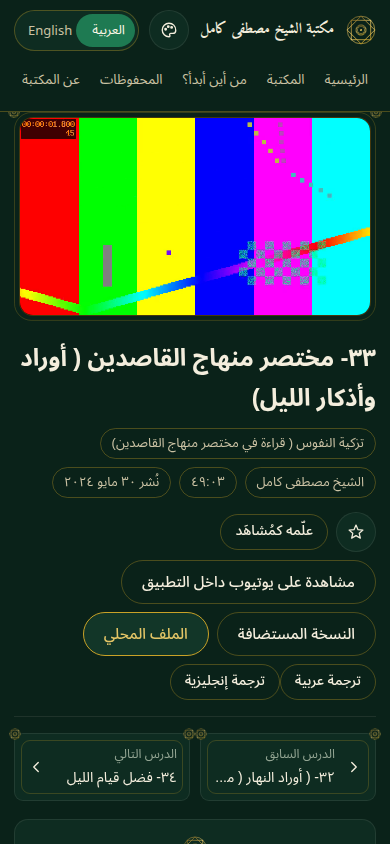 مكتبة الشيخ مصطفى كامل
العربية
English
الرئيسية
المكتبة
من أين أبدأ؟
المحفوظات
عن المكتبة
00:00:01.800
45
٣٣- مختصر منهاج القاصدين ( أوراد وأذكار الليل)
تزكية النفوس ( قراءة في مختصر منهاج القاصدين)
الشيخ مصطفى كامل
٤٩:٠٣
نُشر ٣٠ مايو ٢٠٢٤
علّمه كمُشاهَد
مشاهدة على يوتيوب داخل التطبيق
النسخة المستضافة
الملف المحلي
ترجمة عربية
ترجمة إنجليزية
الدرس السابق
٣٢- ( أوراد النهار ( مـ...
الدرس التالي
٣٤- فضل قيام الليل